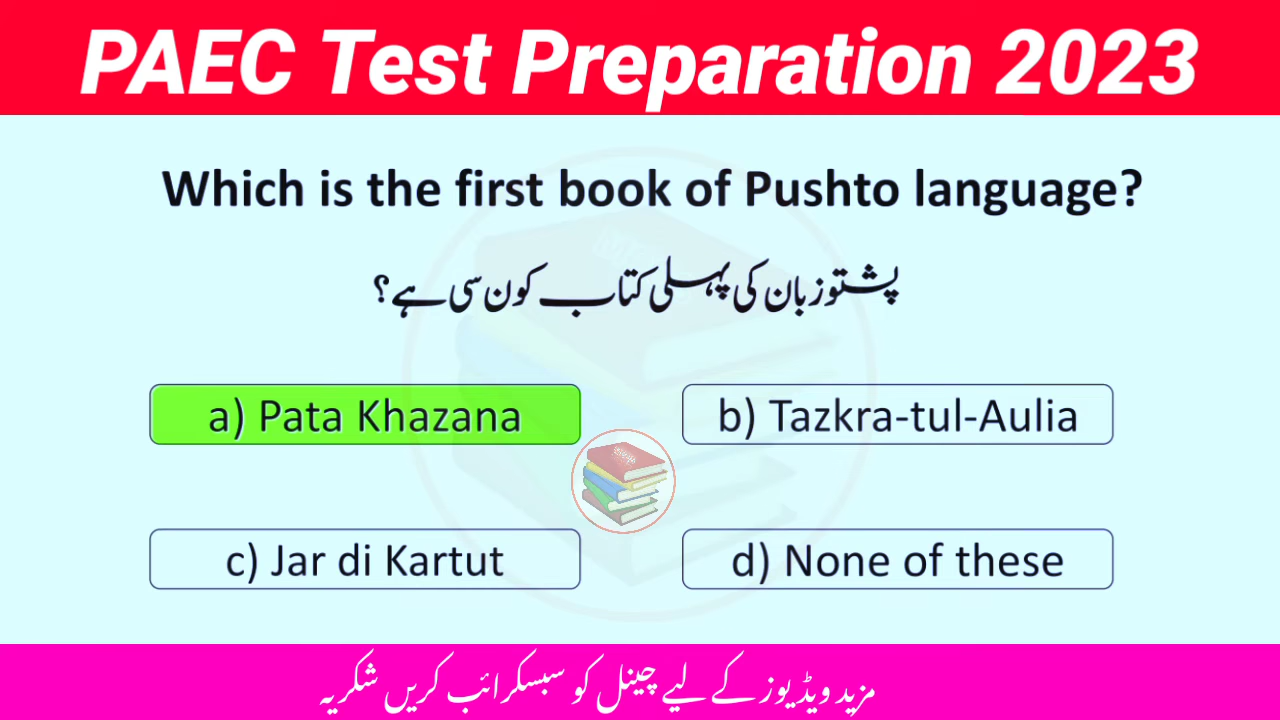 PAEC Test Preparation 2023
Which is the first book of Pushto language?
پشتو زبان کی پہلی کتاب کون سی ہے؟
a) Pata Khazana
b) Tazkra-tul-Aulia
c) Jar di Kartut
d) None of these
مزید ویڈیوز کے لیے چینل کو سبسکرائب کریں شکریہ